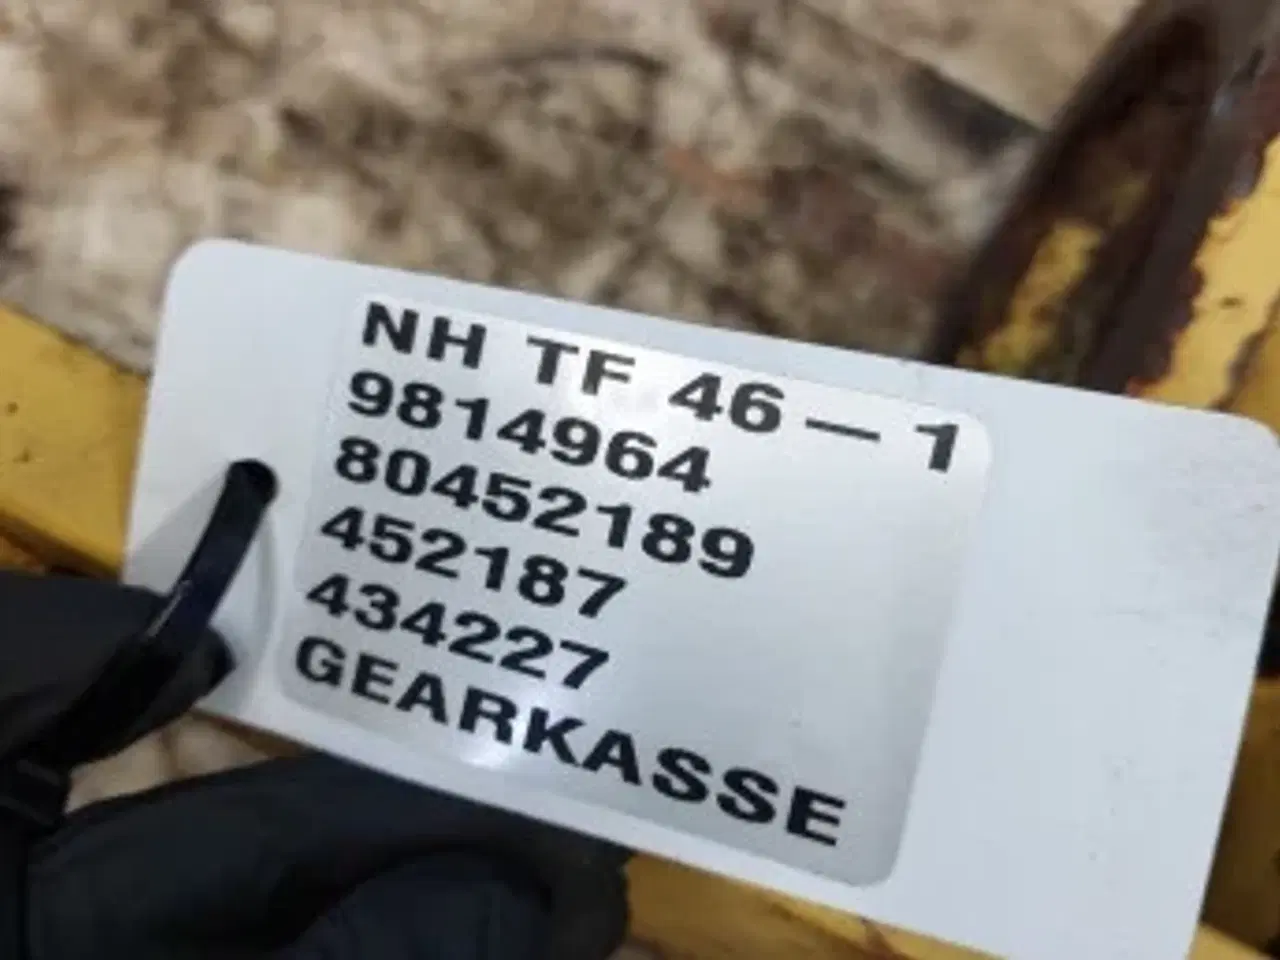 NH TF 46 – 1
9814964
80452189
452187
434227
GEARKASSE